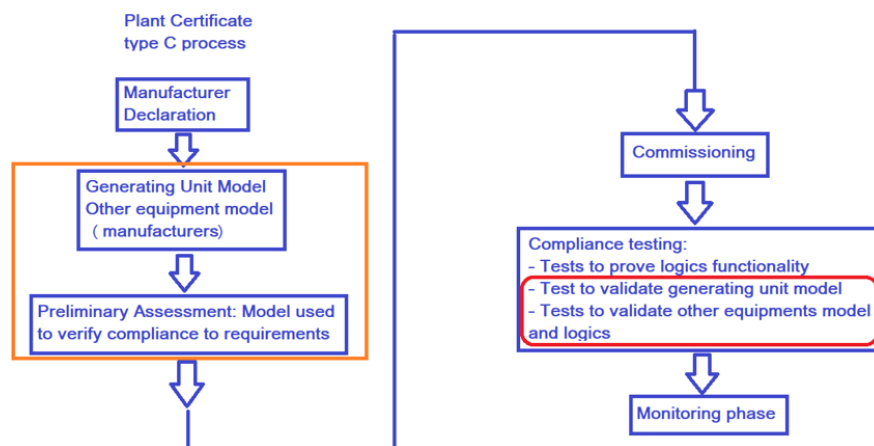 Plant Certificate
type C process
Manufacturer
Declaration
Generating Unit Model
Other equipment model
( manufacturers)
Preliminary Assessment: Model used
to verify compliance to requirements
Commissioning
Compliance testing:
- Tests to prove logics functionality
- Test to validate generating unit model
- Tests to validate other equipments model
and logics
Monitoring phase